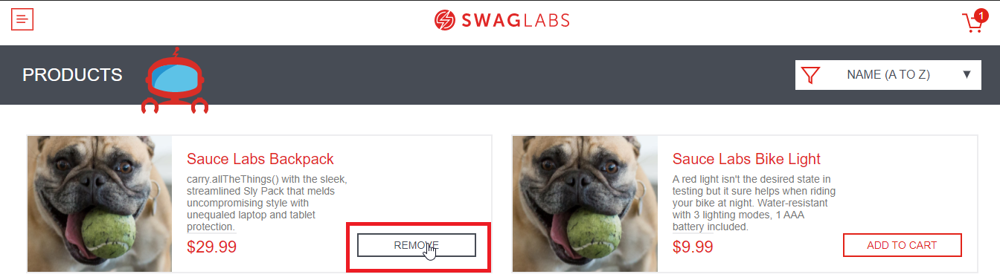 SWAGLABS
1
PRODUCTS
NAME (A TO Z)
Sauce Labs Backpack
carry.allTheThings() with the sleek,
streamlined Sly Pack that melds
uncompromising style with
unequaled laptop and tablet
protection.
$29.99
REMOVE
Sauce Labs Bike Light
A red light isn't the desired state in
testing but it sure helps when riding
your bike at night. Water-resistant
with 3 lighting modes, 1 AAA
battery included.
$9.99
ADD TO CART